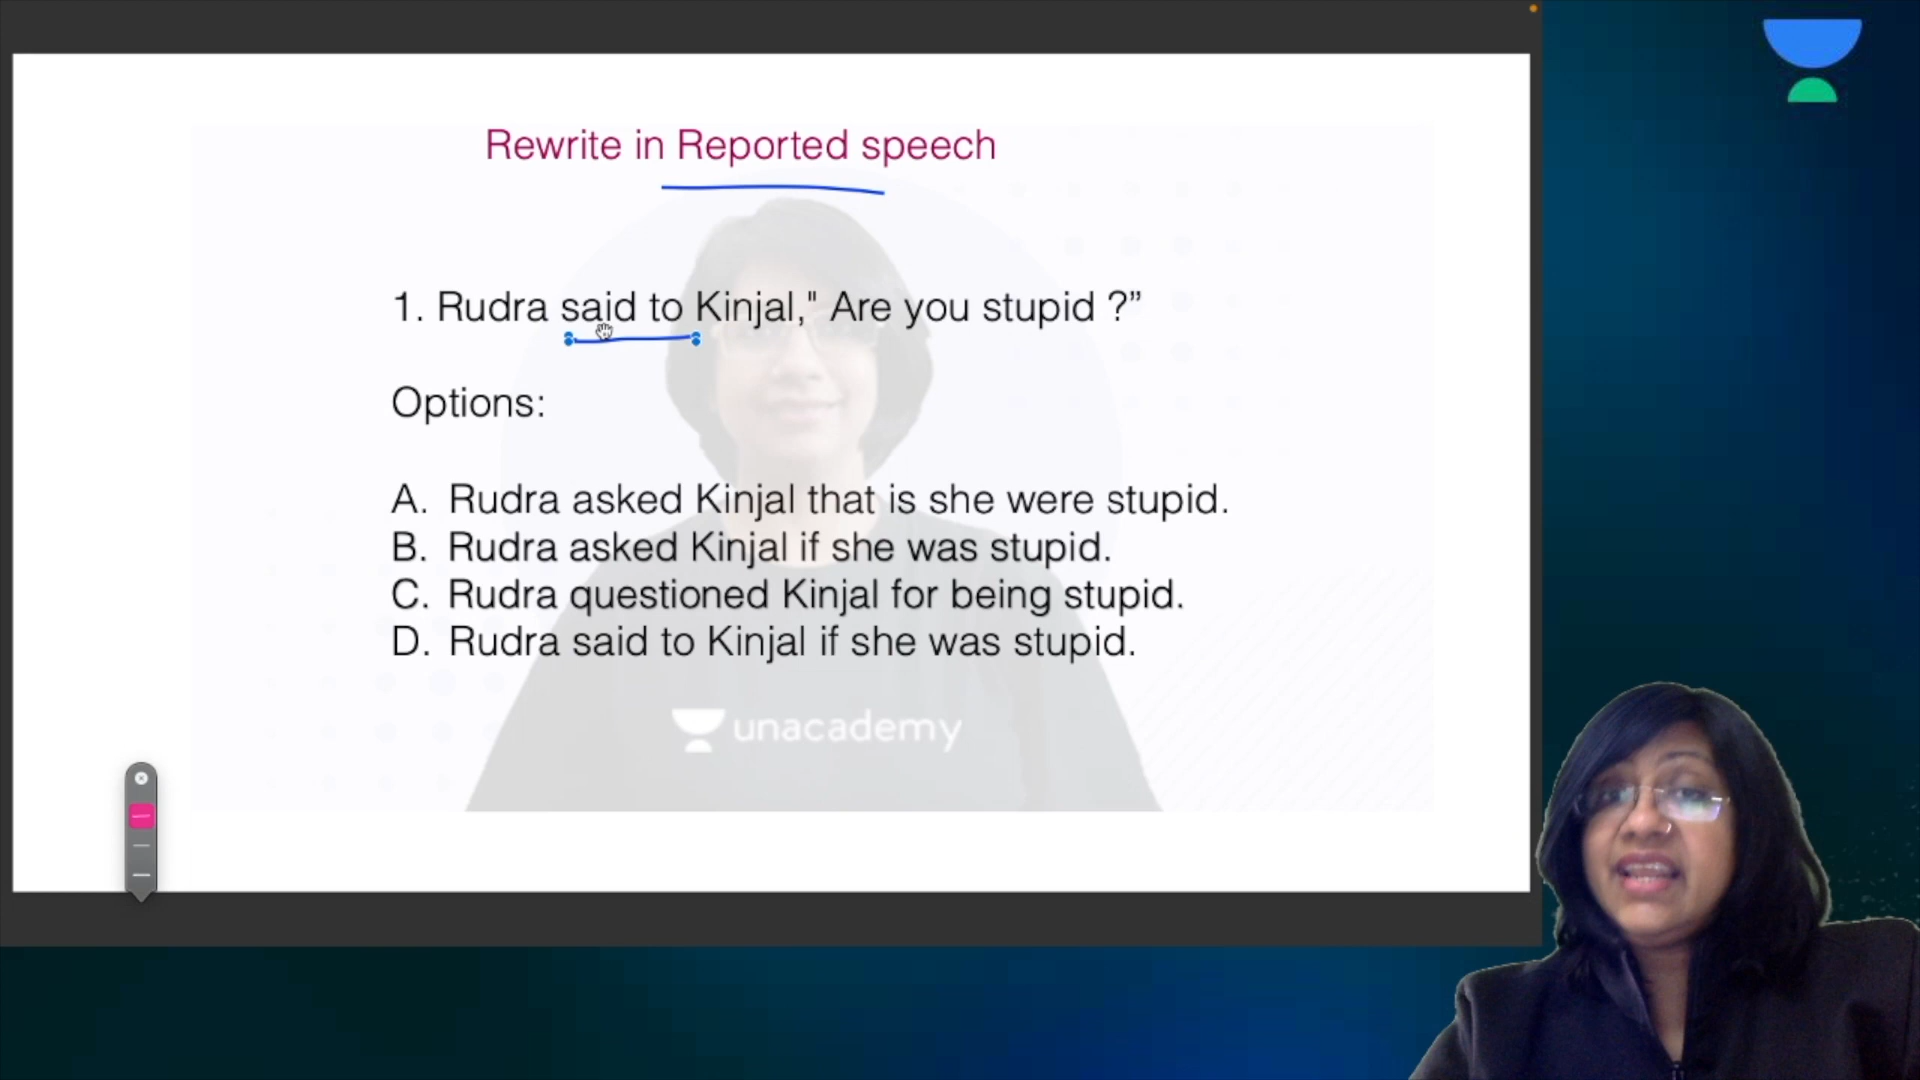 Rewrite in Reported speech
1. Rudra said to Kinjal," Are you stupid ?”
Options:
A. Rudra asked Kinjal that is she were stupid.
B. Rudra asked Kinjal if she was stupid.
C. Rudra questioned Kinjal for being stupid.
D. Rudra said to Kinjal if she was stupid.
unacademy